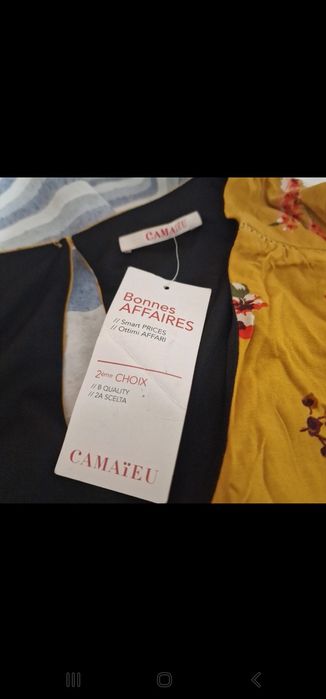 CAMAïEU
Bonnes
AFFAIRES
// Smart PRICES
// Ottimi AFFARI
2ème CHOIX
// B QUALITY
// 2A SCELTA
CAMAïEU